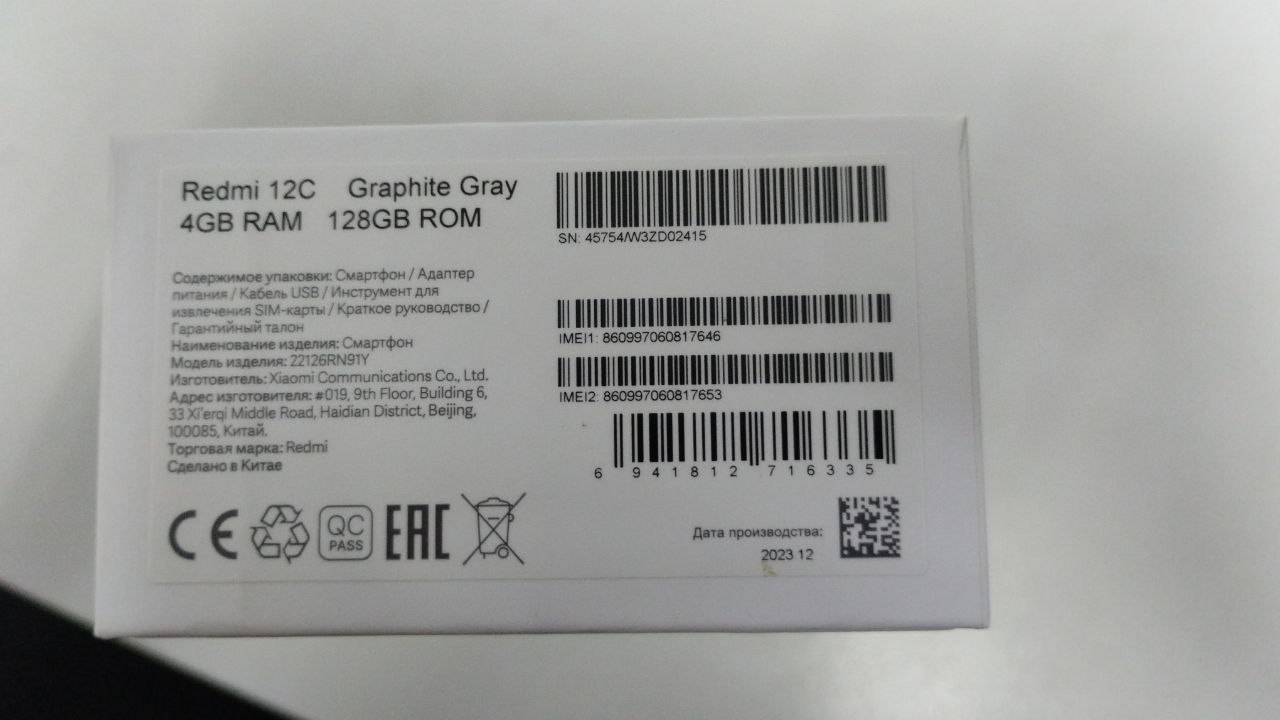 Redmi 12C Graphite Gray
4GB RAM 128GB ROM
Содержимое упаковки: Смартфон / Адаптер
питания / Кабель USB / Инструмент для
извлечения SIM-карты / Краткое руководство /
Гарантийный талон
Наименование изделия: Смартфон
Модель изделия: 22126RN91Y
Изготовитель: Xiaomi Communications Co., Ltd.
Адрес изготовителя: #019, 9th Floor, Building 6,
33 Xi'erqi Middle Road, Haidian District, Beijing,
100085, Китай.
Торговая марка: Redmi
Сделано в Китае
CE
QC
PASS
EAC
SN: 45754/W3ZD02415
IMEI1: 860997060817646
IMEI2: 860997060817653
6 941812 716335
Дата производства:
2023 12